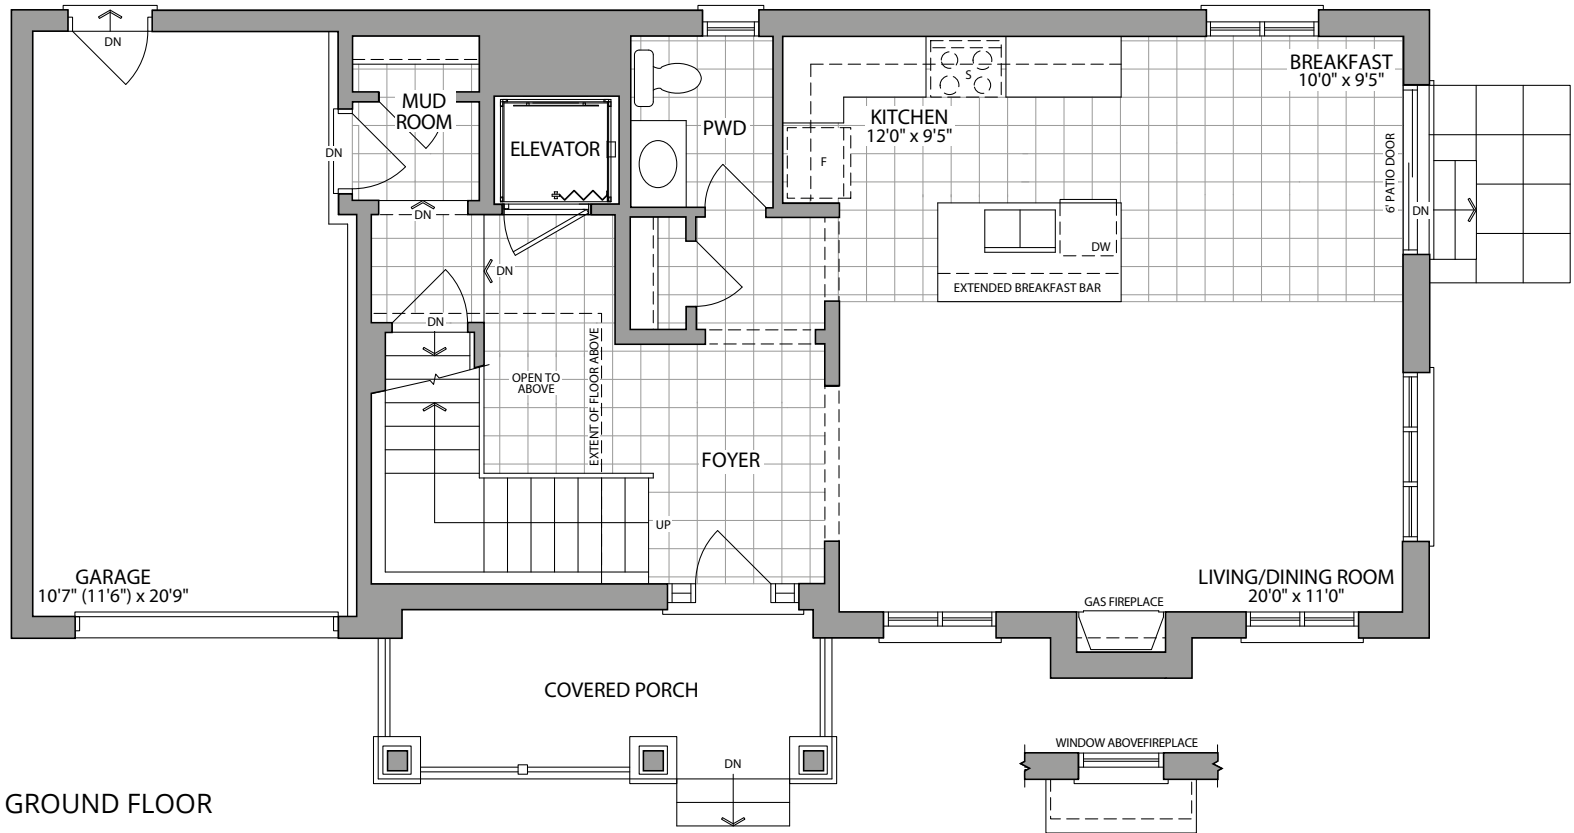 DN
BREAKFAST
10'0" x 9'5"
S
MUD
ROOM
KITCHEN
12'0" x 9'5"
PWD
ELEVATOR
DN
F
6' PATIO DOOR
DN
DN
DW
DN
EXTENDED BREAKFAST BAR
DN
OPEN TO
ABOVE
EXTENT OF FLOOR ABOVE
FOYER
UP
GARAGE
10'7" (11'6") x 20'9"
LIVING/DINING ROOM
20'0" x 11'0"
GAS FIREPLACE
COVERED PORCH
WINDOW ABOVEFIREPLACE
DN
GROUND FLOOR